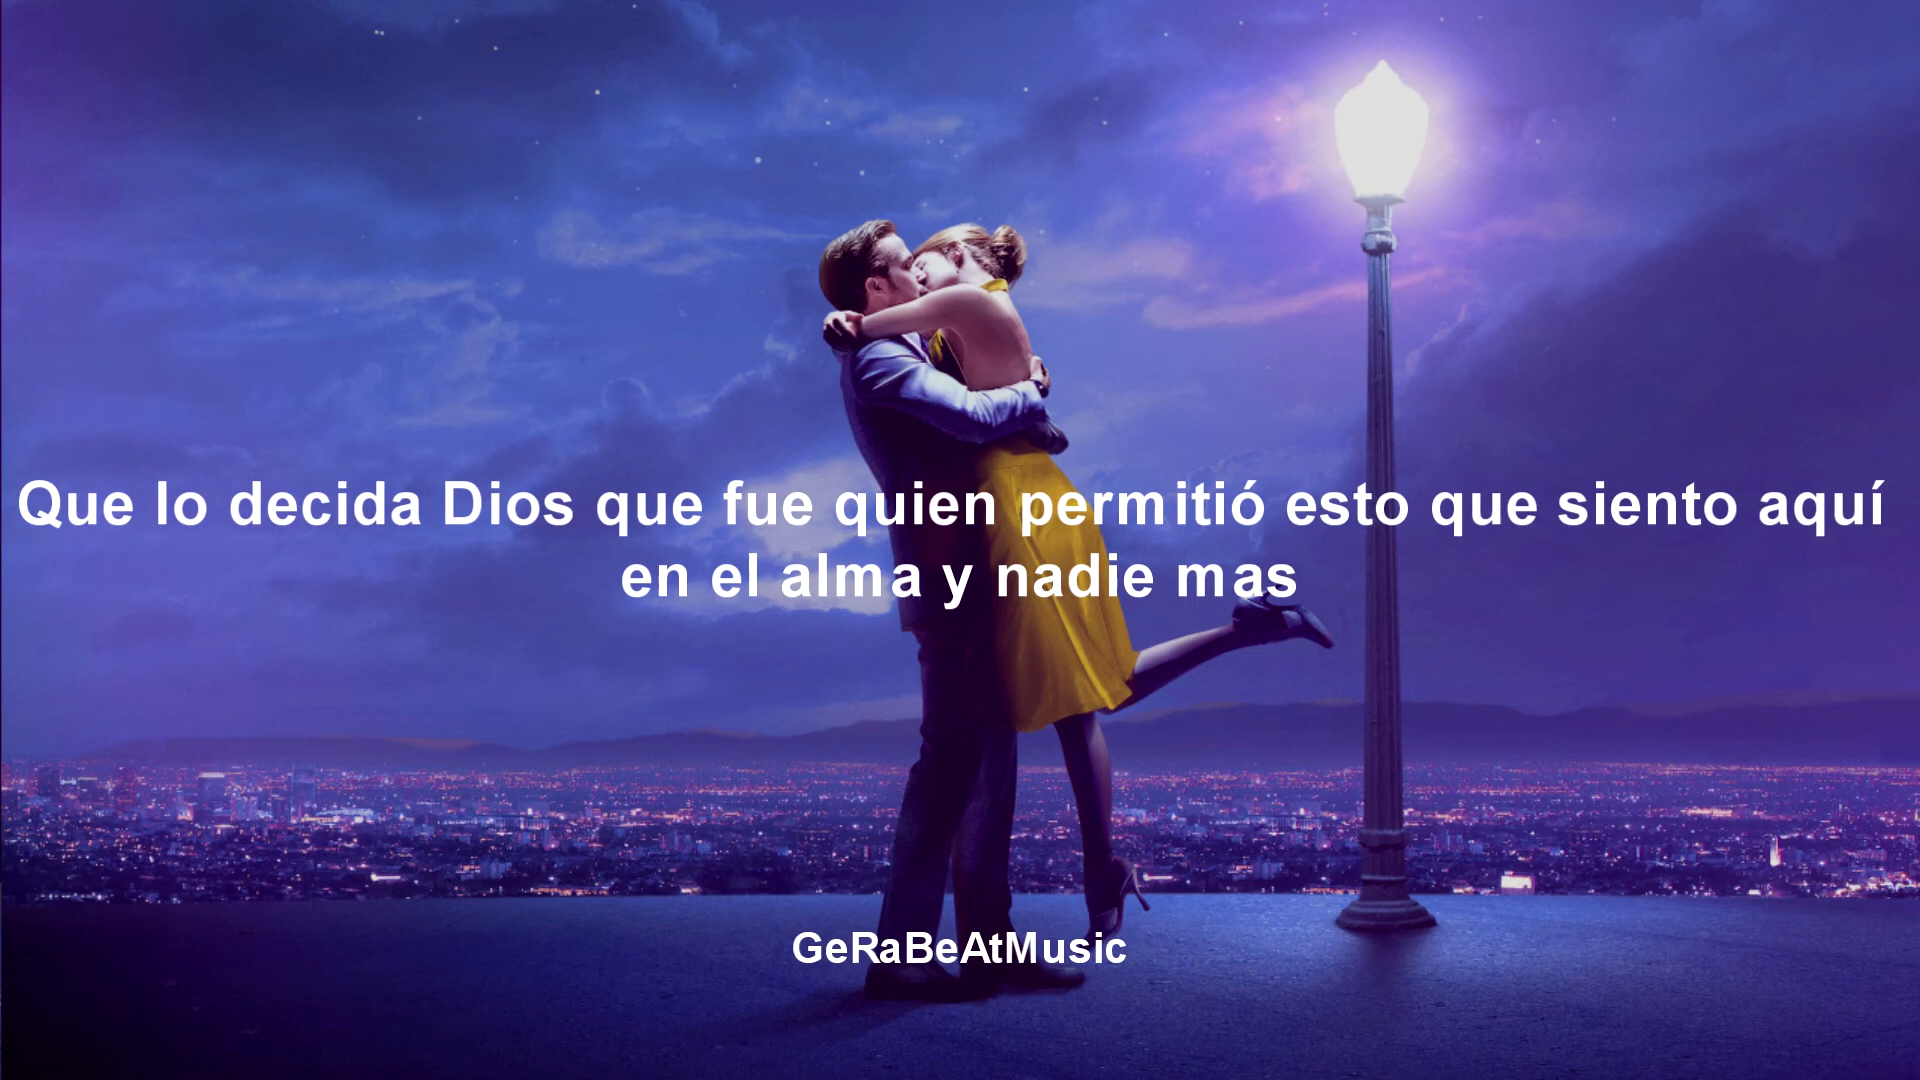 Que lo decida Dios que fue quien permitió esto que siento aquí
en el alma y nadie mas
GeRaBeAtMusic